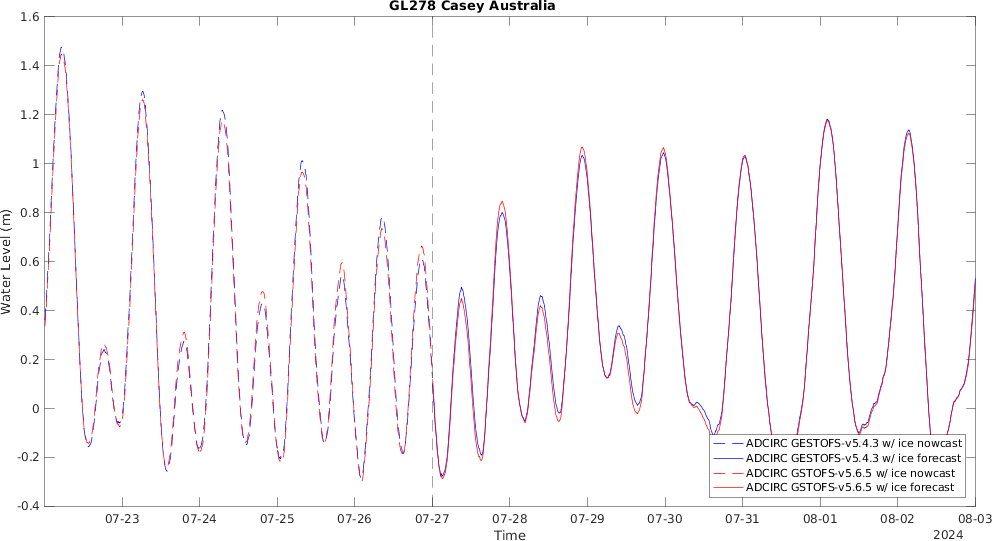 GL278 Casey Australia
1.6
1.4
1.2
1
0.8
0.6
0.4
0.2
0
-0.2
-0.4
Water Level (m)
ADCIRC GESTOFS-v5.4.3 w/ ice nowcast
ADCIRC GESTOFS-v5.4.3 w/ ice forecast
ADCIRC GSTOFS-v5.6.5 w/ ice nowcast
ADCIRC GSTOFS-v5.6.5 w/ ice forecast
07-23 07-24 07-25 07-26 07-27 07-28 07-29 07-30 07-31 08-01 08-02 08-03
Time
2024